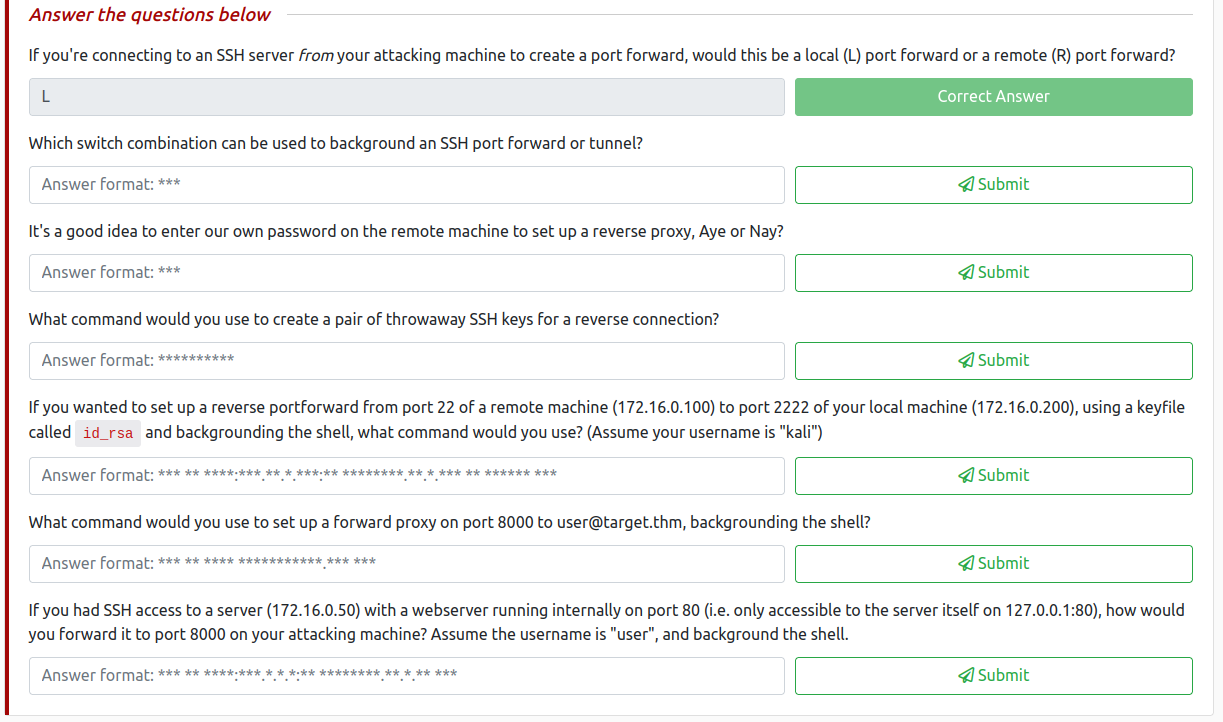 Answer the questions below
If you're connecting to an SSH server from your attacking machine to create a port forward, would this be a local (L) port forward or a remote (R) port forward?
L
Correct Answer
Which switch combination can be used to background an SSH port forward or tunnel?
Answer format: ***
Submit
It's a good idea to enter our own password on the remote machine to set up a reverse proxy, Aye or Nay?
Answer format: ***
Submit
What command would you use to create a pair of throwaway SSH keys for a reverse connection?
Answer format: **********
Submit
If you wanted to set up a reverse portforward from port 22 of a remote machine (172.16.0.100) to port 2222 of your local machine (172.16.0.200), using a keyfile
called id_rsa and backgrounding the shell, what command would you use? (Assume your username is "kali")
Answer format: *** ** ****:***.**.*.***:** ********.**.*.*** ** ****** ***
Submit
What command would you use to set up a forward proxy on port 8000 to user@target.thm, backgrounding the shell?
Answer format: *** ** **** ***********.*** ***
Submit
If you had SSH access to a server (172.16.0.50) with a webserver running internally on port 80 (i.e. only accessible to the server itself on 127.0.0.1:80), how would
you forward it to port 8000 on your attacking machine? Assume the username is "user", and background the shell.
Answer format: *** ** ****:***.*.*.*:** ********.**.*.** ***
Submit